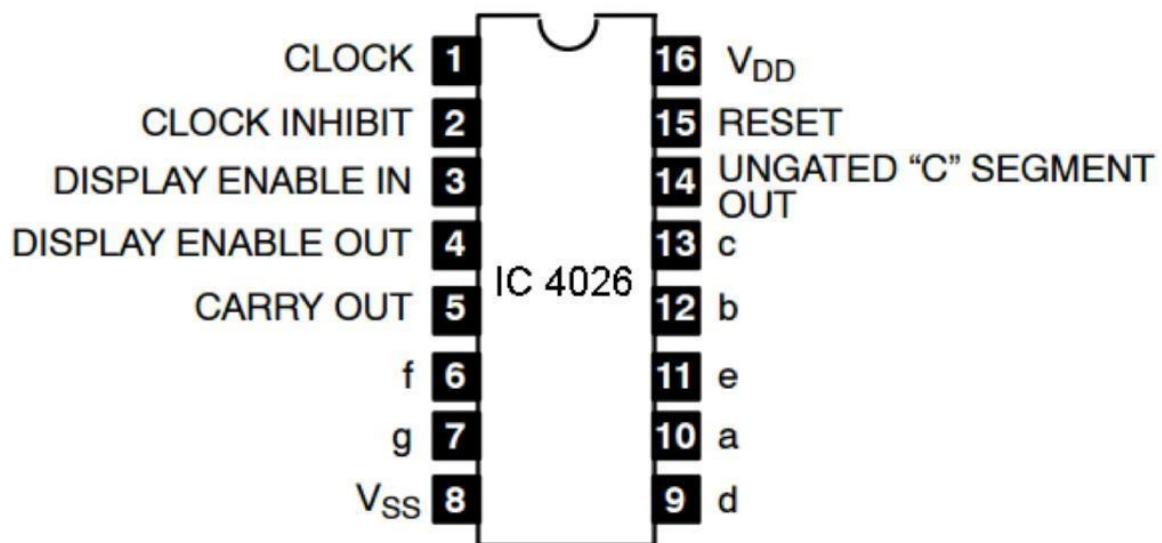 CLOCK 1
CLOCK INHIBIT 2
DISPLAY ENABLE IN 3
DISPLAY ENABLE OUT 4
CARRY OUT 5
f 6
g 7
VSS 8
IC 4026
16 VDD
15 RESET
14 UNGATED “C” SEGMENT
OUT
13 c
12 b
11 e
10 a
9 d